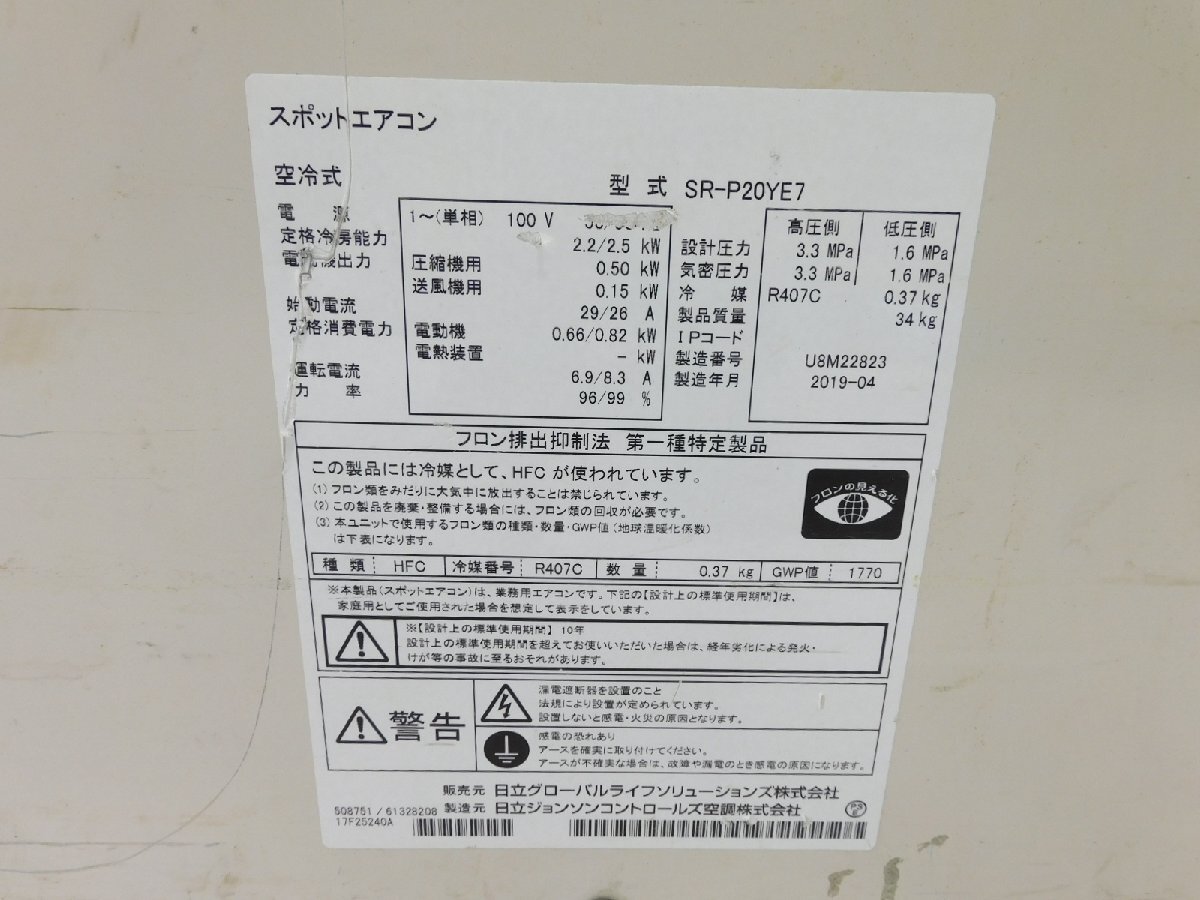 スポットエアコン
空冷式
型式 SR-P20YE7
電源 1~(単相) 100 V
定格冷房能力 2.2/2.5 kW
電動機出力 圧縮機用 0.50 kW
送風機用 0.15 kW
始動電流 29/26 A
定格消費電力 電動機 0.66/0.82 kW
電熱装置 - kW
運転電流 6.9/8.3 A
力率 96/99 %
高圧側 低圧側
設計圧力 3.3 MPa 1.6 MPa
気密圧力 3.3 MPa 1.6 MPa
冷媒 R407C 0.37 kg
製品質量 34 kg
IPコード
製造番号 U8M22823
製造年月 2019-04
フロン排出抑制法 第一種特定製品
この製品には冷媒として、HFC が使われています。
(1) フロン類をみだりに大気中に放出することは禁じられています。
(2) この製品を廃棄・整備する場合には、フロン類の回収が必要です。
(3) 本ユニットで使用するフロン類の種類・数量・GWP値(地球温暖化係数)
は下表になります。
フロンの見える化
種類 HFC 冷媒番号 R407C 数量 0.37 kg GWP値 1770
※本製品(スポットエアコン)は、業務用エアコンです。下記の【設計上の標準使用期間】は、
家庭用としてご使用された場合を想定して表示をしています。
※【設計上の標準使用期間】 10年
設計上の標準使用期間を超えてお使いいただいた場合は、経年劣化による発火・
けが等の事故に至るおそれがあります。
警告
漏電遮断器を設置のこと
法規により設置が定められています。
設置しないと感電・火災の原因となります。
感電の恐れあり
アースを確実に取り付けてください。
アースが不確実な場合は、故障や漏電のとき感電の原因になります。
販売元 日立グローバルライフソリューションズ株式会社
508751 / 61328208 製造元 日立ジョンソンコントロールズ空調株式会社
17F25240A